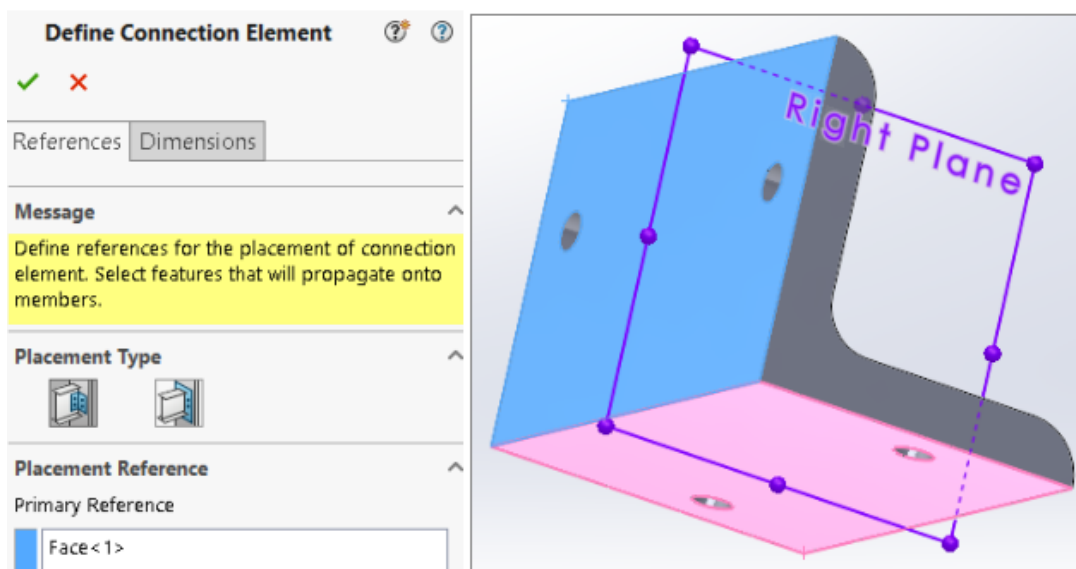 Define Connection Element
References
Dimensions
Message
Define references for the placement of connection
element. Select features that will propagate onto
members.
Placement Type
Placement Reference
Primary Reference
Face<1>
Right Plane